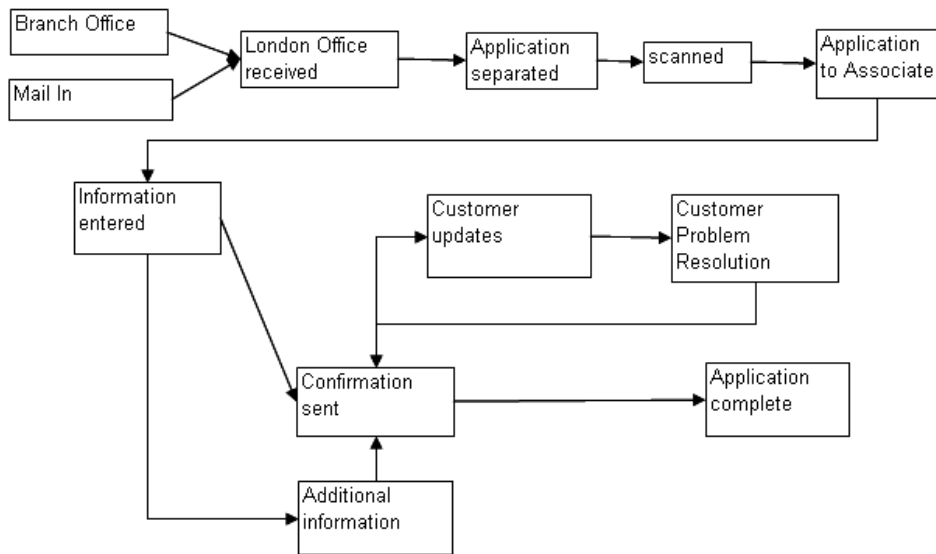 Branch Office
Mail In
London Office
received
Application
separated
scanned
Application
to Associate
Information
entered
Customer
updates
Customer
Problem
Resolution
Confirmation
sent
Application
complete
Additional
information